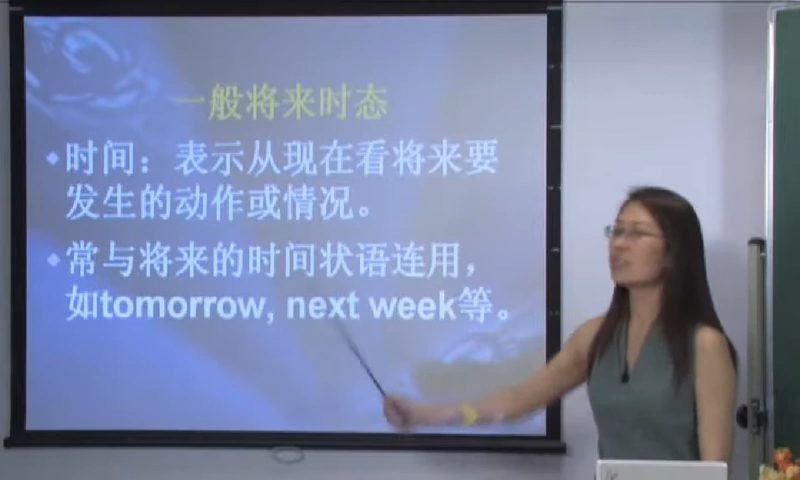 一般将来时态
•时间：表示从现在看将来要
发生的动作或情况。
•常与将来的时间状语连用，
如tomorrow, next week等。